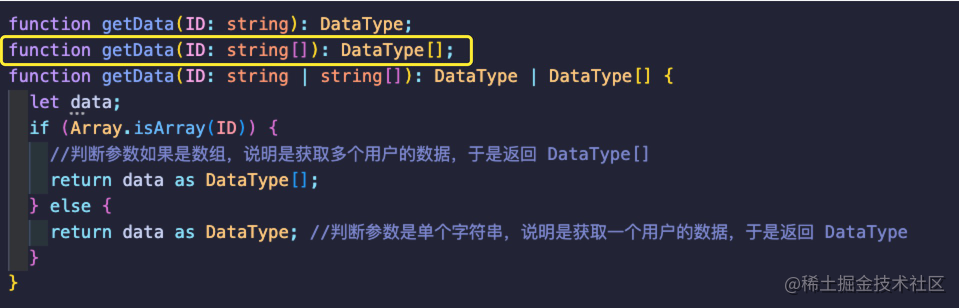 function getData(ID: string): DataType;
function getData(ID: string[]): DataType[];
function getData(ID: string | string[]): DataType | DataType[] {
  let data;
  if (Array.isArray(ID)) {
    //判断参数如果是数组，说明是获取多个用户的数据，于是返回 DataType[]
    return data as DataType[];
  } else {
    return data as DataType; //判断参数是单个字符串，说明是获取一个用户的数据，于是返回 DataType
  }
}
@稀土掘金技术社区